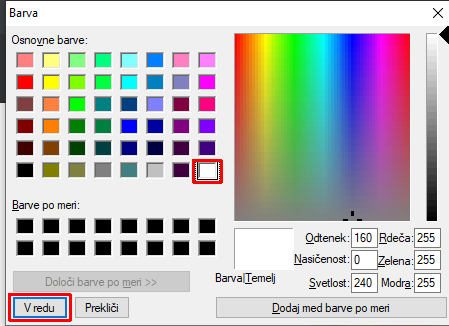 Barva
Osnovne barve:
Barve po meri:
Določi barve po meri >>
V redu
Prekliči
Barva|Temelj
Odtenek: 160
Nasičenost: 0
Svetlost: 240
Rdeča: 255
Zelena: 255
Modra: 255
Dodaj med barve po meri